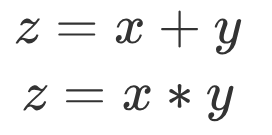 z = x + y
z = x * y